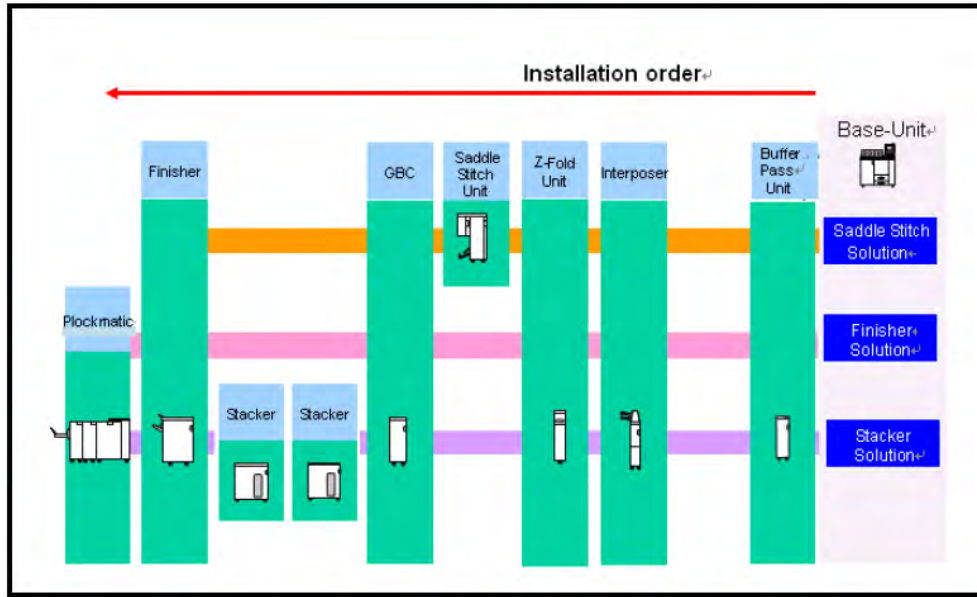 Installation order↵
Base-Unit↵
Finisher
GBC
Saddle
Stitch
Unit
Z-Fold
Unit
Interposer
Buffer
Pass↵
Unit
Saddle Stitch
Solution↵
Plockmatic
Finisher↵
Solution↵
Stacker
Stacker
Stacker
Solution↵